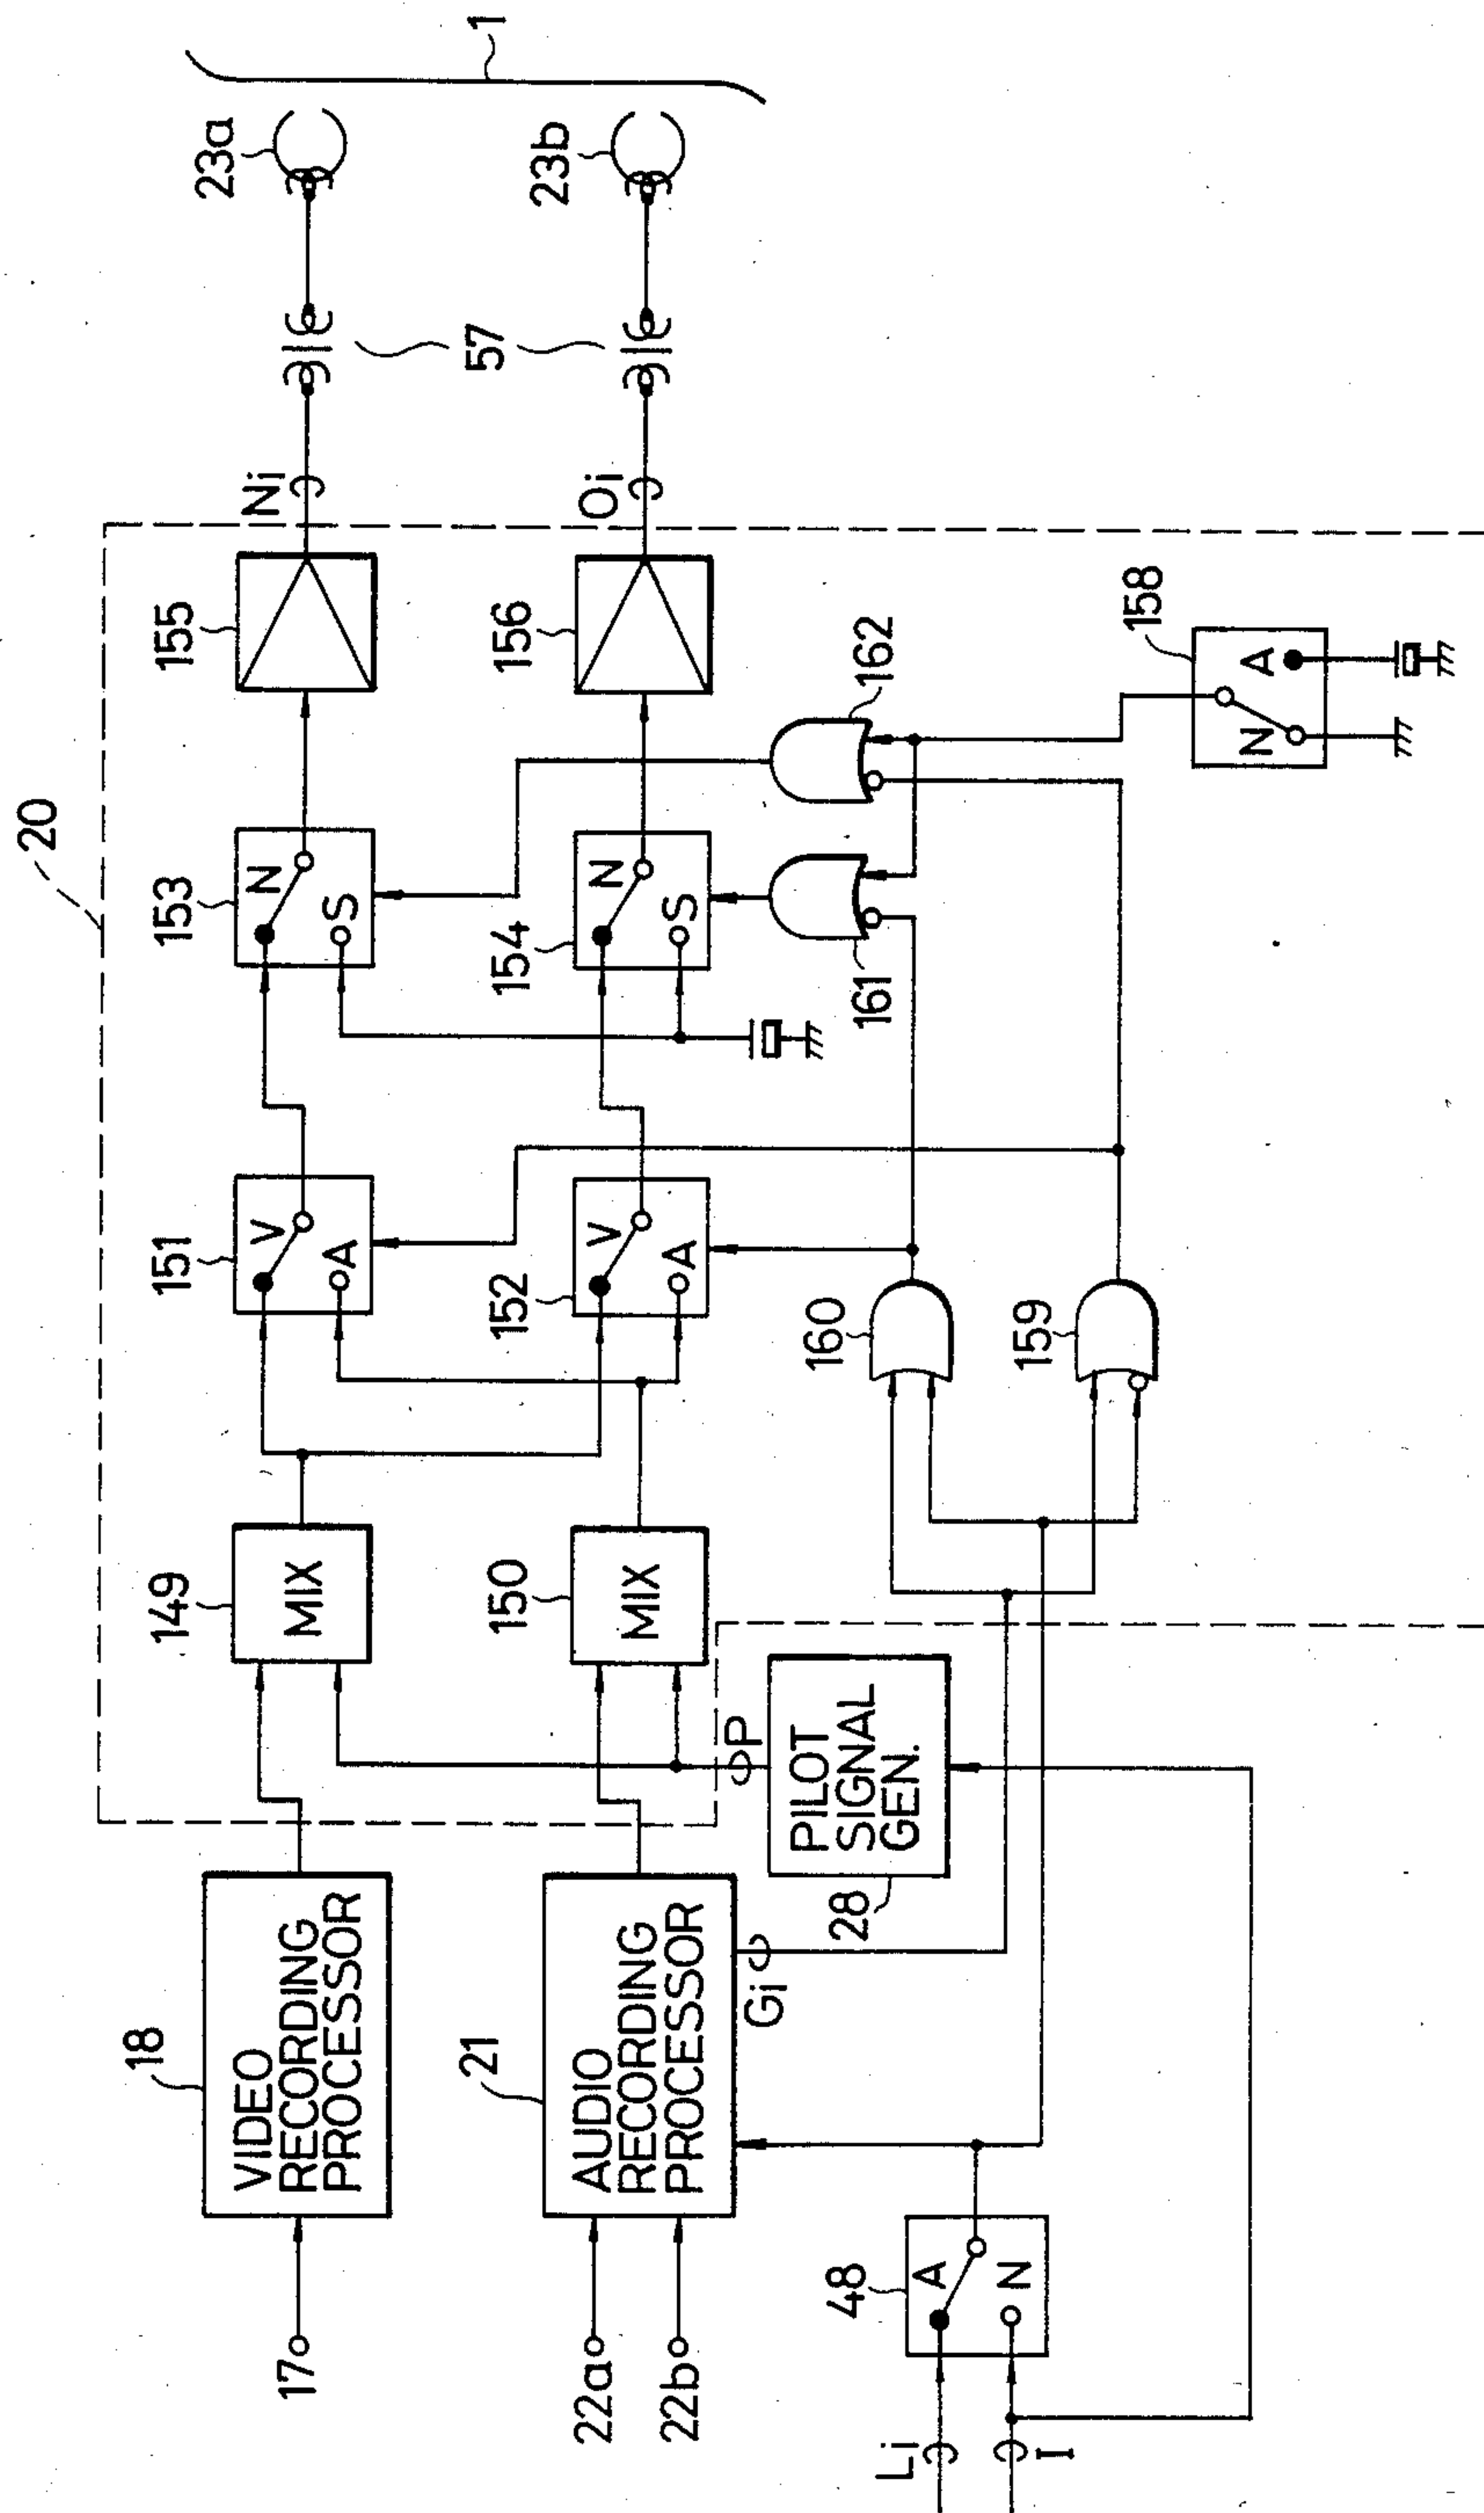 20
18
VIDEO
RECORDING
PROCESSOR
17
149
MIX
151
V
A
153
N
S
155
Ni
57
23a
1
21
AUDIO
RECORDING
PROCESSOR
22a
22b
Gi
150
MIX
152
V
A
154
N
S
156
Oi
23b
P
PILOT
SIGNAL
GEN.
28
160
159
161
162
158
N
A
48
A
N
Li
I